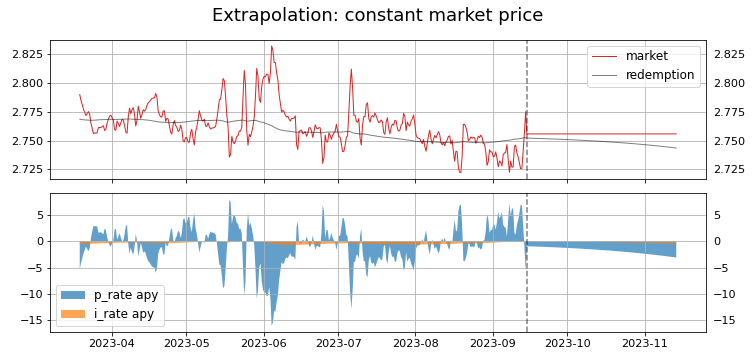 Extrapolation: constant market price
2.825 2.825
2.800 2.800
2.775 2.775
2.750 2.750
2.725 2.725
market
redemption
5 5
0 0
−5 −5
−10 −10
−15 −15
p_rate apy
i_rate apy
2023-04 2023-05 2023-06 2023-07 2023-08 2023-09 2023-10 2023-11